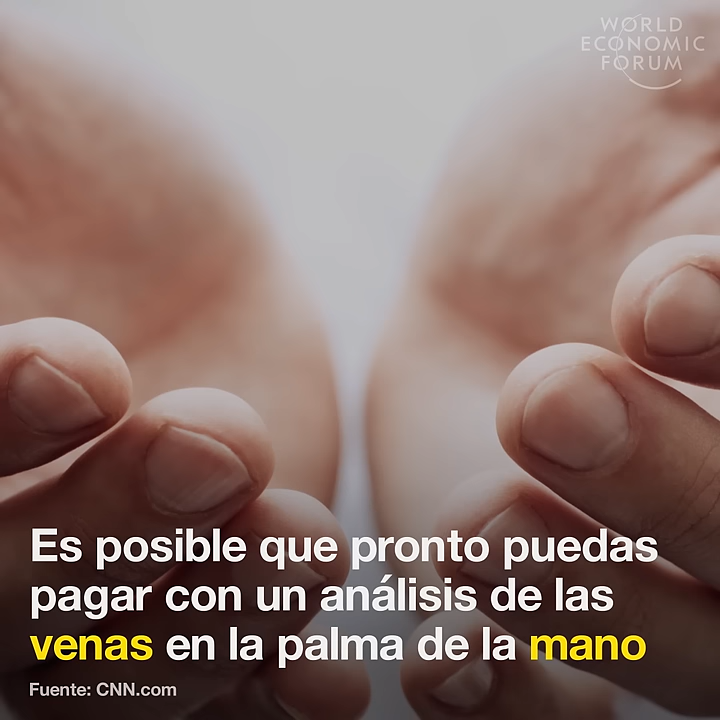 WORLD
ECONOMIC
FORUM
Es posible que pronto puedas
pagar con un análisis de las
venas en la palma de la mano
Fuente: CNN.com